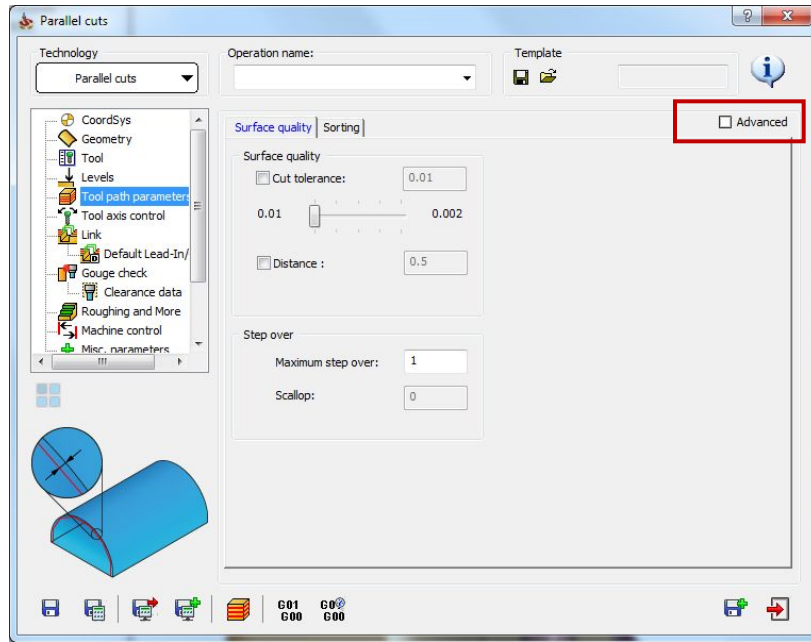 Parallel cuts
Technology
Parallel cuts
Operation name:
Template
CoordSys
Geometry
Tool
Levels
Tool path parameters
Tool axis control
Link
Default Lead-In/
Gouge check
Clearance data
Roughing and More
Machine control
Misc. parameters
Surface quality Sorting
Advanced
Surface quality
Cut tolerance: 0.01
0.01 0.002
Distance : 0.5
Step over
Maximum step over: 1
Scallop: 0
G01 G0
G00 G00